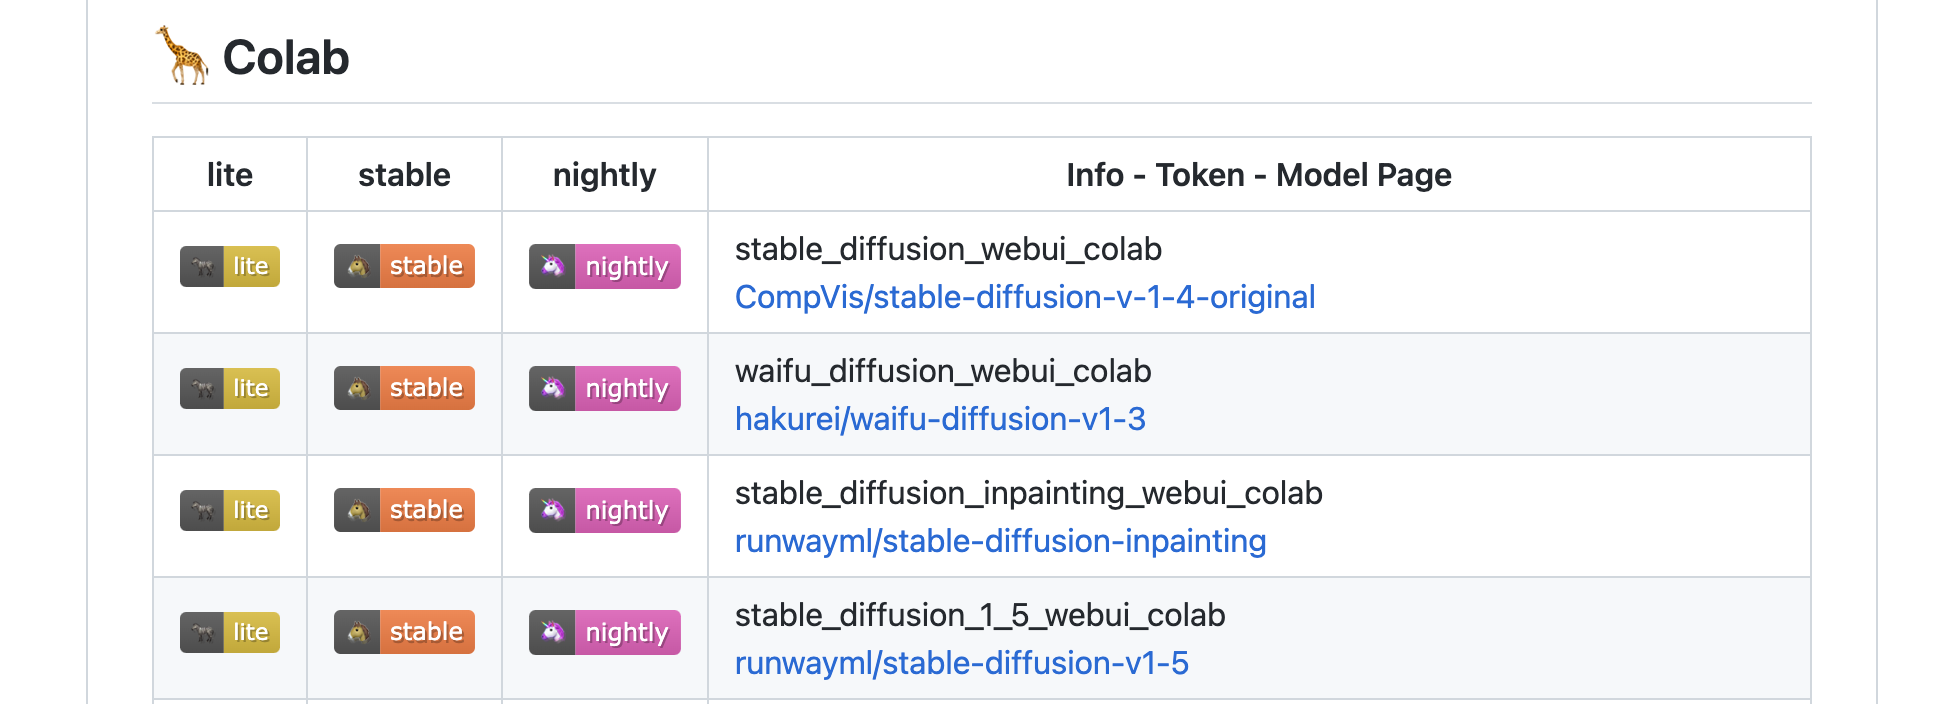 Colab
lite stable nightly Info - Token - Model Page
lite stable nightly stable_diffusion_webui_colab
CompVis/stable-diffusion-v-1-4-original
lite stable nightly waifu_diffusion_webui_colab
hakurei/waifu-diffusion-v1-3
lite stable nightly stable_diffusion_inpainting_webui_colab
runwayml/stable-diffusion-inpainting
lite stable nightly stable_diffusion_1_5_webui_colab
runwayml/stable-diffusion-v1-5